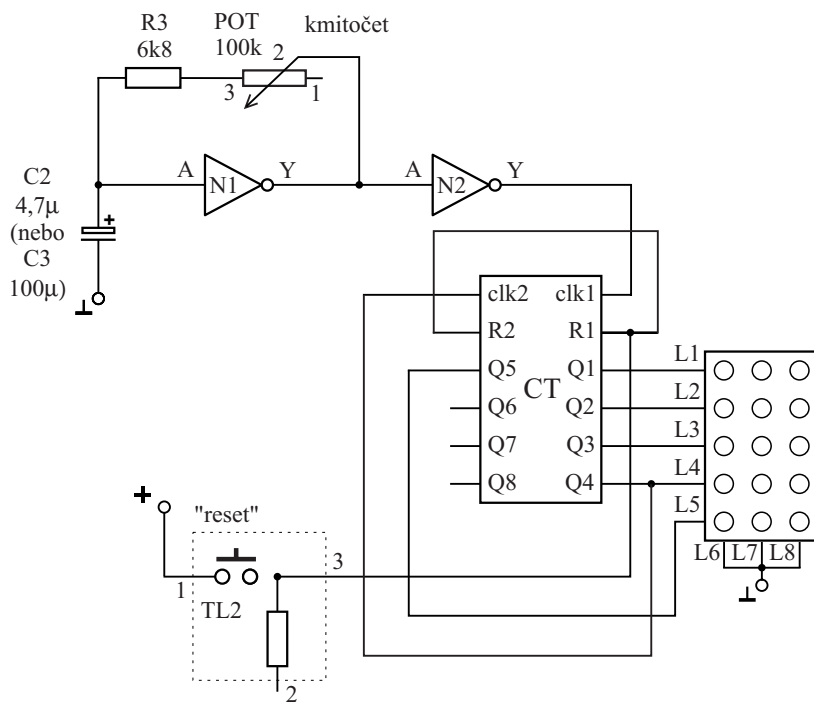 R3
6k8
POT
100k
kmitočet
2
3
1
A
N1
Y
A
N2
Y
C2
4,7µ
(nebo
C3
100µ)
+
clk2
clk1
R2
R1
Q5
Q1
CT
Q6
Q2
Q7
Q3
Q8
Q4
L1
L2
L3
L4
L5
L6
L7
L8
+
"reset"
1
TL2
3
2